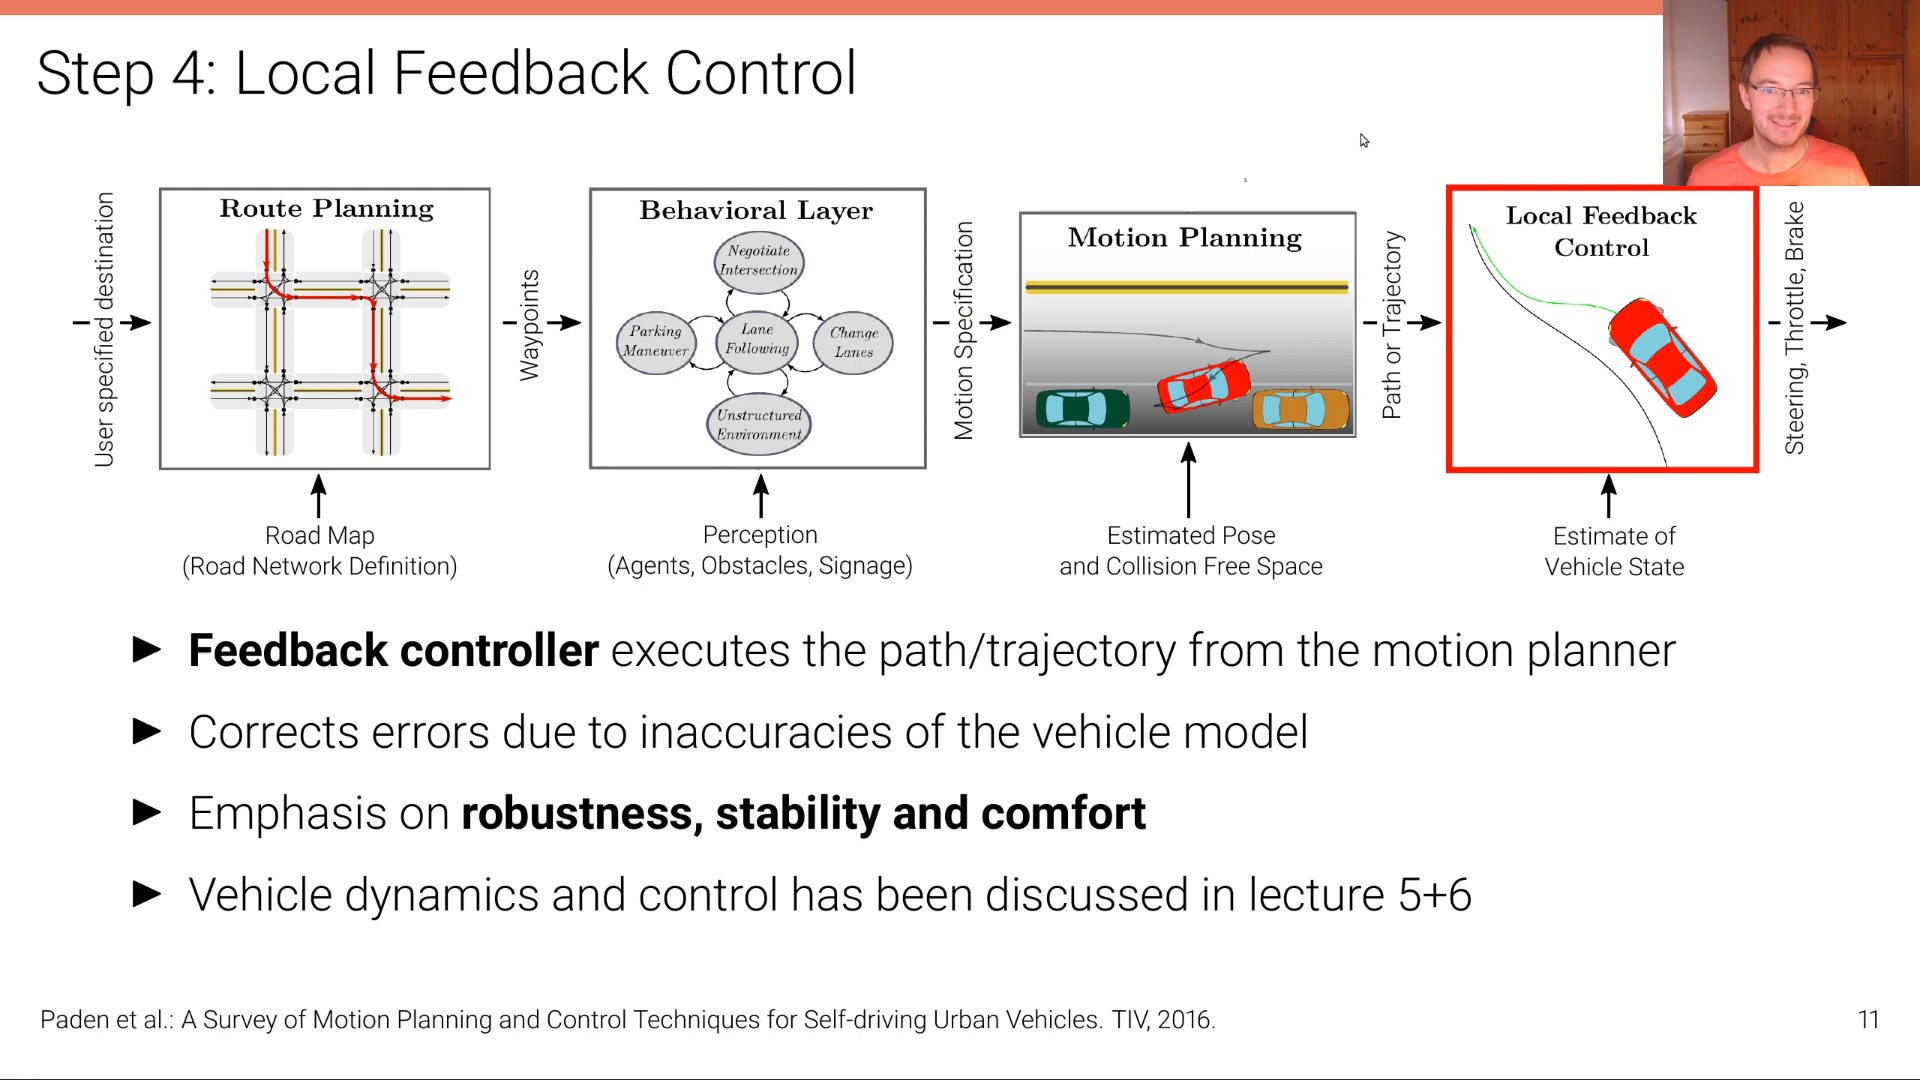 Step 4: Local Feedback Control
User specified destination
Route Planning
Road Map
(Road Network Definition)
Waypoints
Behavioral Layer
Negotiate
Intersection
Parking
Maneuver
Lane
Following
Change
Lanes
Unstructured
Environment
Perception
(Agents, Obstacles, Signage)
Motion Specification
Motion Planning
Estimated Pose
and Collision Free Space
Path or Trajectory
Local Feedback
Control
Estimate of
Vehicle State
Steering, Throttle, Brake
► Feedback controller executes the path/trajectory from the motion planner
► Corrects errors due to inaccuracies of the vehicle model
► Emphasis on robustness, stability and comfort
► Vehicle dynamics and control has been discussed in lecture 5+6
Paden et al.: A Survey of Motion Planning and Control Techniques for Self-driving Urban Vehicles. TIV, 2016.
11